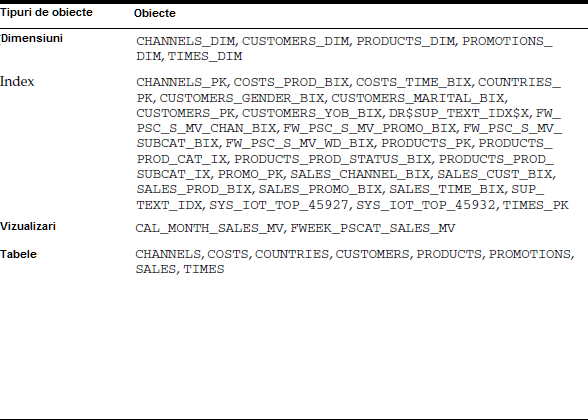 Tipuri de obiecte Obiecte
Dimensiuni CHANNELS_DIM, CUSTOMERS_DIM, PRODUCTS_DIM, PROMOTIONS_
DIM, TIMES_DIM
Index CHANNELS_PK, COSTS_PROD_BIX, COSTS_TIME_BIX, COUNTRIES_
PK, CUSTOMERS_GENDER_BIX, CUSTOMERS_MARITAL_BIX,
CUSTOMERS_PK, CUSTOMERS_YOB_BIX, DR$SUP_TEXT_IDX$X, FW_
PSC_S_MV_CHAN_BIX, FW_PSC_S_MV_PROMO_BIX, FW_PSC_S_MV_
SUBCAT_BIX, FW_PSC_S_MV_WD_BIX, PRODUCTS_PK, PRODUCTS_
PROD_CAT_IX, PRODUCTS_PROD_STATUS_BIX, PRODUCTS_PROD_
SUBCAT_IX, PROMO_PK, SALES_CHANNEL_BIX, SALES_CUST_BIX,
SALES_PROD_BIX, SALES_PROMO_BIX, SALES_TIME_BIX, SUP_
TEXT_IDX, SYS_IOT_TOP_45927, SYS_IOT_TOP_45932, TIMES_PK
Vizualizari CAL_MONTH_SALES_MV, FWEEK_PSCAT_SALES_MV
Tabele CHANNELS, COSTS, COUNTRIES, CUSTOMERS, PRODUCTS, PROMOTIONS,
SALES, TIMES